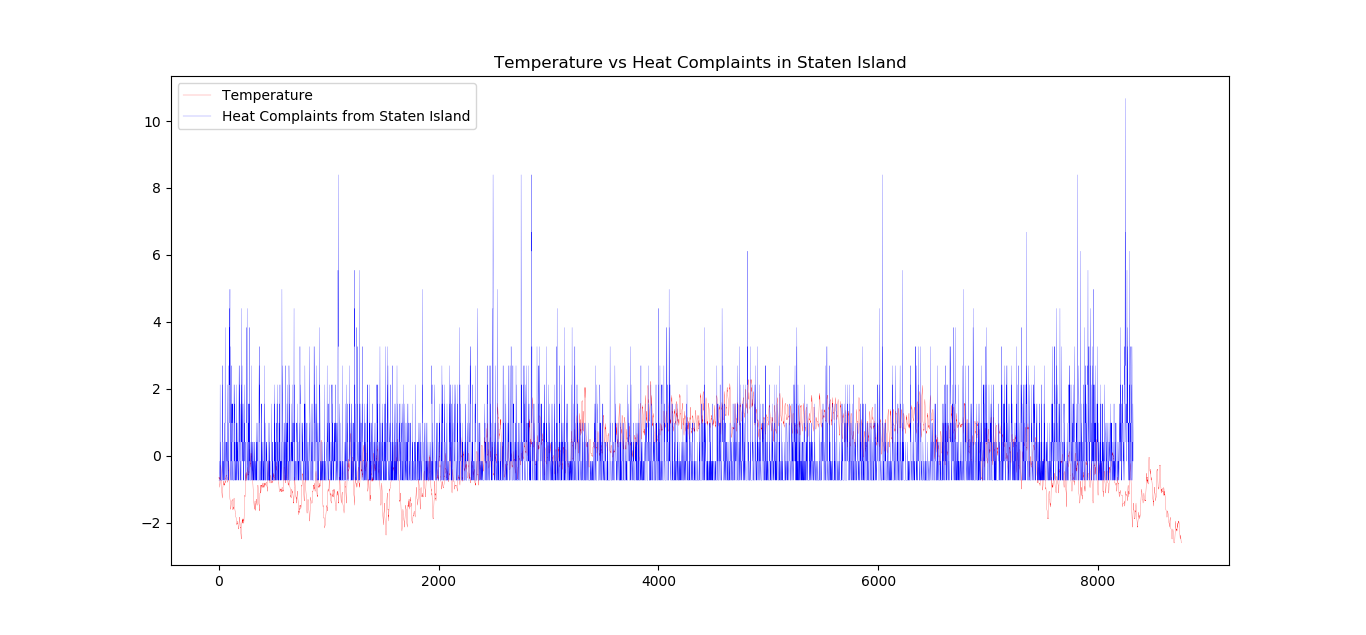 Temperature vs Heat Complaints in Staten Island
Temperature
Heat Complaints from Staten Island
10
8
6
4
2
0
−2
0 2000 4000 6000 8000